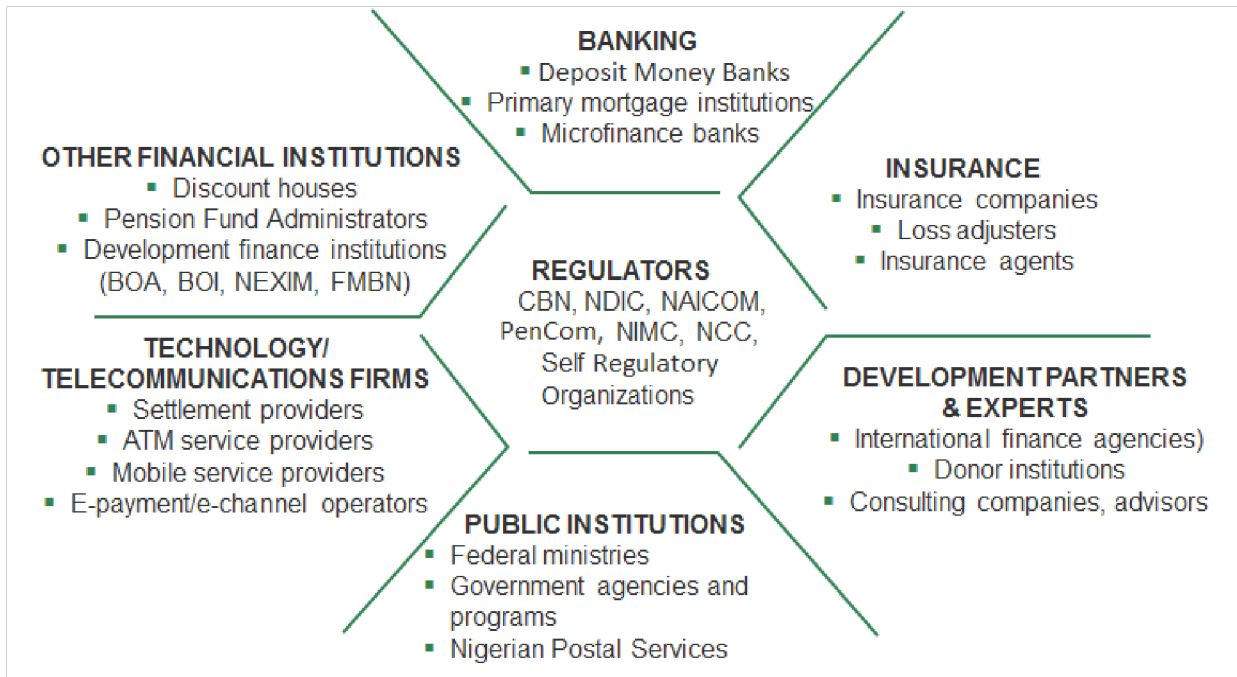 BANKING
▪ Deposit Money Banks
▪ Primary mortgage institutions
▪ Microfinance banks
OTHER FINANCIAL INSTITUTIONS
▪ Discount houses
▪ Pension Fund Administrators
▪ Development finance institutions
(BOA, BOI, NEXIM, FMBN)
INSURANCE
▪ Insurance companies
▪ Loss adjusters
▪ Insurance agents
REGULATORS
CBN, NDIC, NAICOM,
PenCom, NIMC, NCC,
Self Regulatory
Organizations
TECHNOLOGY/
TELECOMMUNICATIONS FIRMS
▪ Settlement providers
▪ ATM service providers
▪ Mobile service providers
▪ E-payment/e-channel operators
DEVELOPMENT PARTNERS
& EXPERTS
▪ International finance agencies)
▪ Donor institutions
▪ Consulting companies, advisors
PUBLIC INSTITUTIONS
▪ Federal ministries
▪ Government agencies and
programs
▪ Nigerian Postal Services